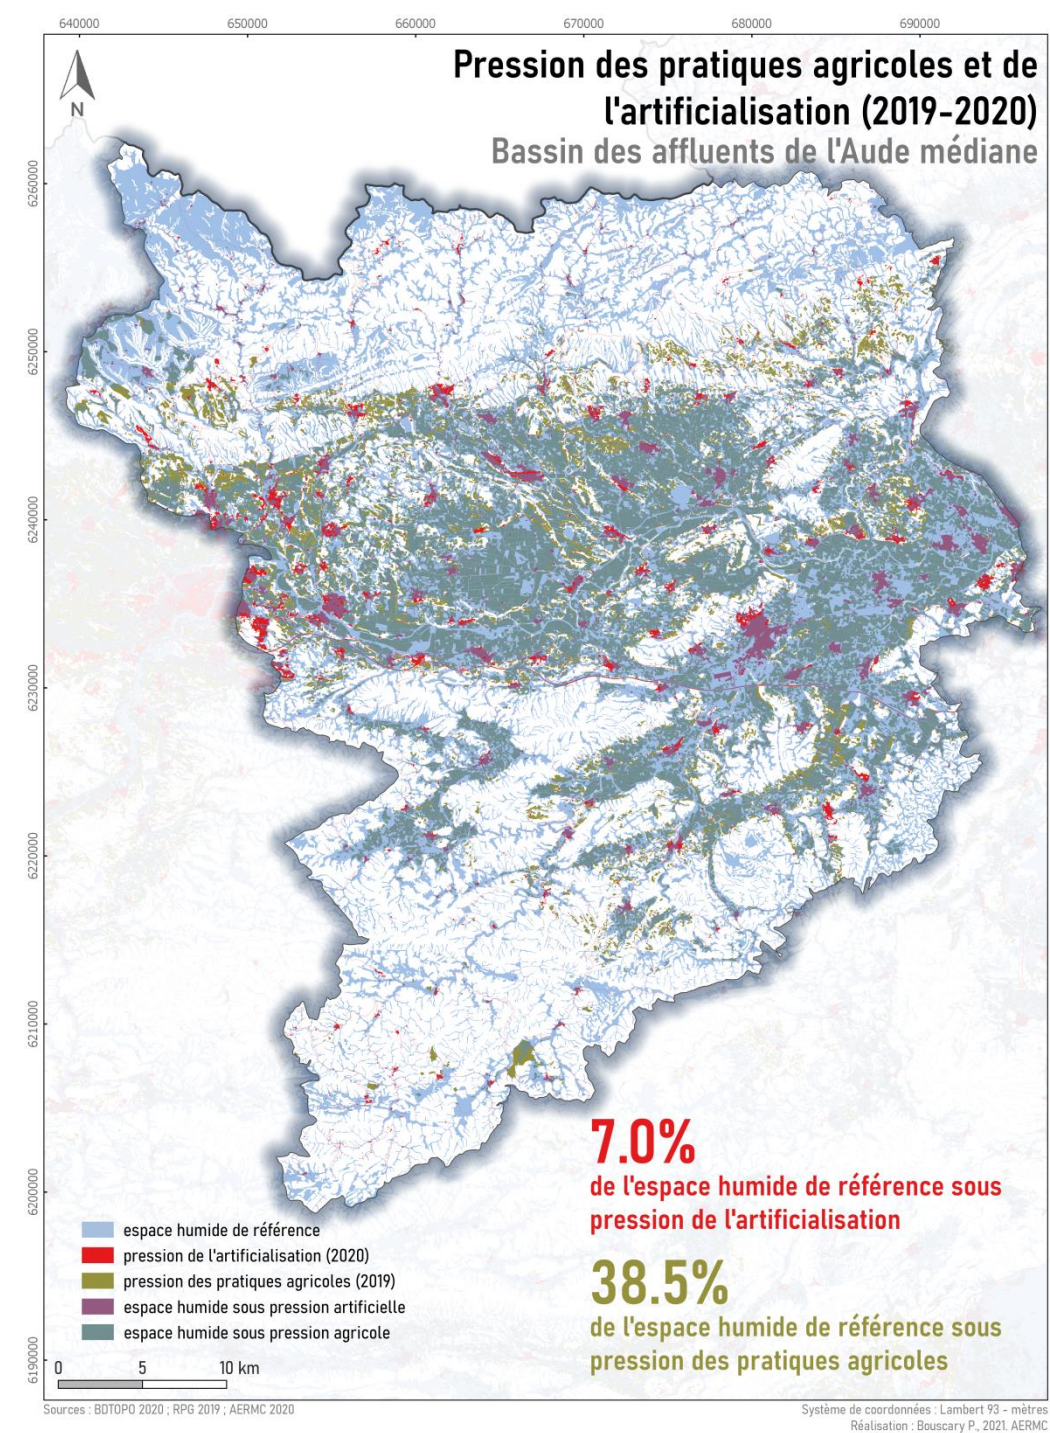 640000 650000 660000 670000 680000 690000
Pression des pratiques agricoles et de
l'artificialisation (2019-2020)
Bassin des affluents de l'Aude médiane
N
6260000
6250000
6240000
6230000
6220000
6210000
6200000
6190000
7.0%
de l'espace humide de référence sous
pression de l'artificialisation
38.5%
de l'espace humide de référence sous
pression des pratiques agricoles
espace humide de référence
pression de l'artificialisation (2020)
pression des pratiques agricoles (2019)
espace humide sous pression artificielle
espace humide sous pression agricole
0 5 10 km
Sources : BDTOPO 2020 ; RPG 2019 ; AERMC 2020
Système de coordonnées : Lambert 93 - mètres
Réalisation : Bouscary P., 2021. AERMC